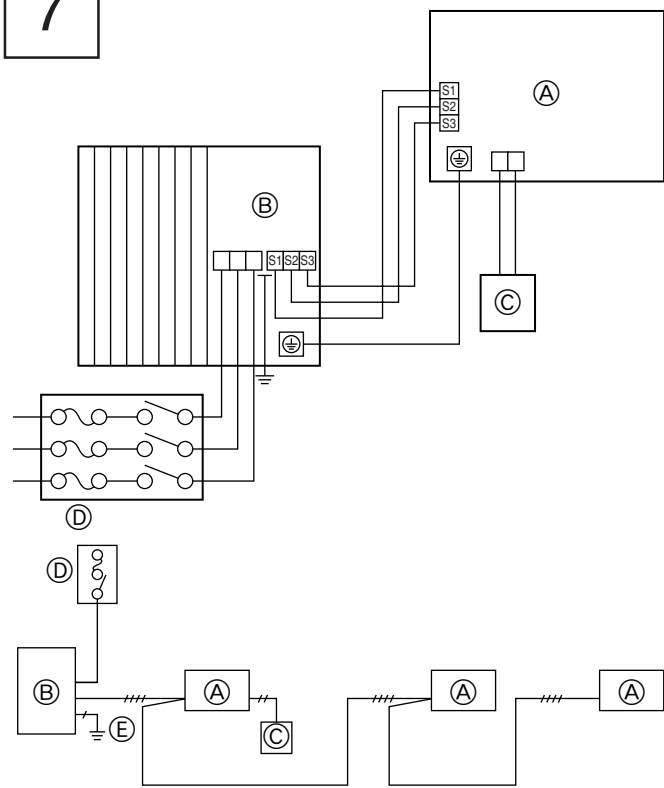 7
Ⓐ
S1
S2
S3
Ⓑ
S1 S2 S3
Ⓒ
Ⓓ
Ⓓ
Ⓑ Ⓐ Ⓐ Ⓐ
Ⓔ Ⓒ